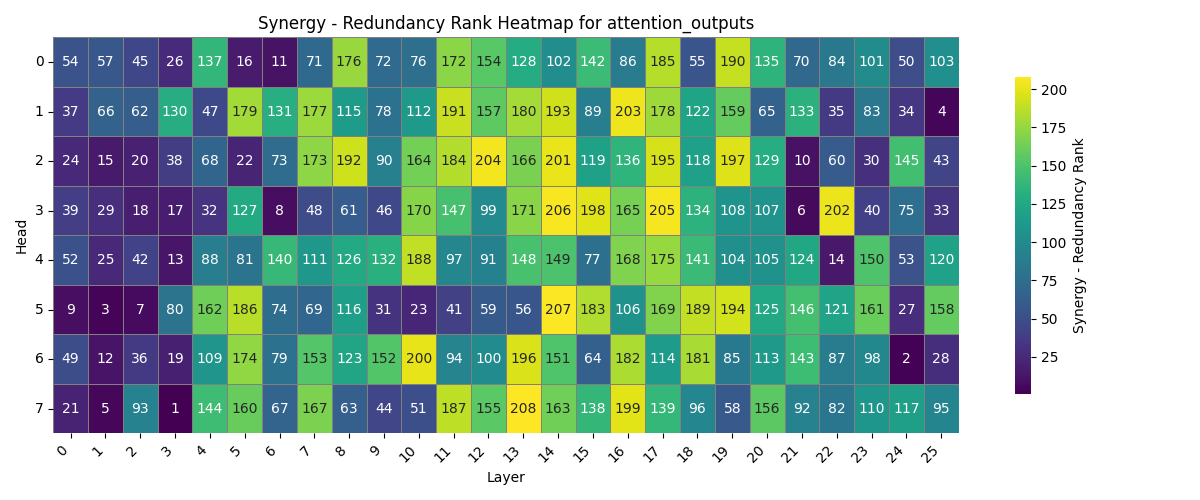 Synergy - Redundancy Rank Heatmap for attention_outputs
0 54 57 45 26 137 16 11 71 176 72 76 172 154 128 102 142 86 185 55 190 135 70 84 101 50 103
1 37 66 62 130 47 179 131 177 115 78 112 191 157 180 193 89 203 178 122 159 65 133 35 83 34 4
2 24 15 20 38 68 22 73 173 192 90 164 184 204 166 201 119 136 195 118 197 129 10 60 30 145 43
3 39 29 18 17 32 127 8 48 61 46 170 147 99 171 206 198 165 205 134 108 107 6 202 40 75 33
4 52 25 42 13 88 81 140 111 126 132 188 97 91 148 149 77 168 175 141 104 105 124 14 150 53 120
5 9 3 7 80 162 186 74 69 116 31 23 41 59 56 207 183 106 169 189 194 125 146 121 161 27 158
6 49 12 36 19 109 174 79 153 123 152 200 94 100 196 151 64 182 114 181 85 113 143 87 98 2 28
7 21 5 93 1 144 160 67 167 63 44 51 187 155 208 163 138 199 139 96 58 156 92 82 110 117 95
0 1 2 3 4 5 6 7 8 9 10 11 12 13 14 15 16 17 18 19 20 21 22 23 24 25
Layer
Head
200
175
150
125
100
75
50
25
Synergy - Redundancy Rank